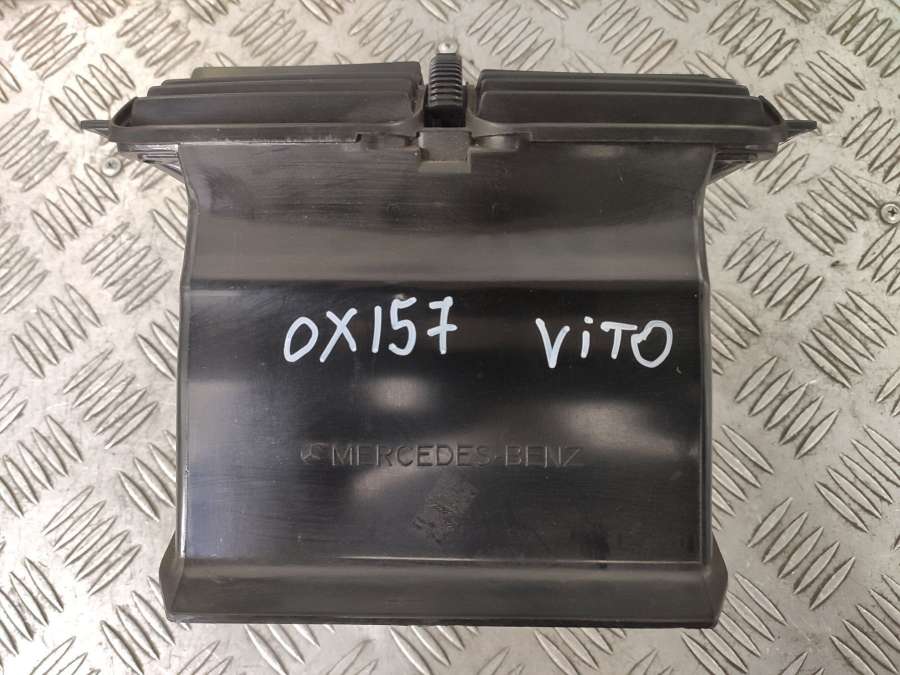 OX157 ViTO
MERCEDES-BENZ